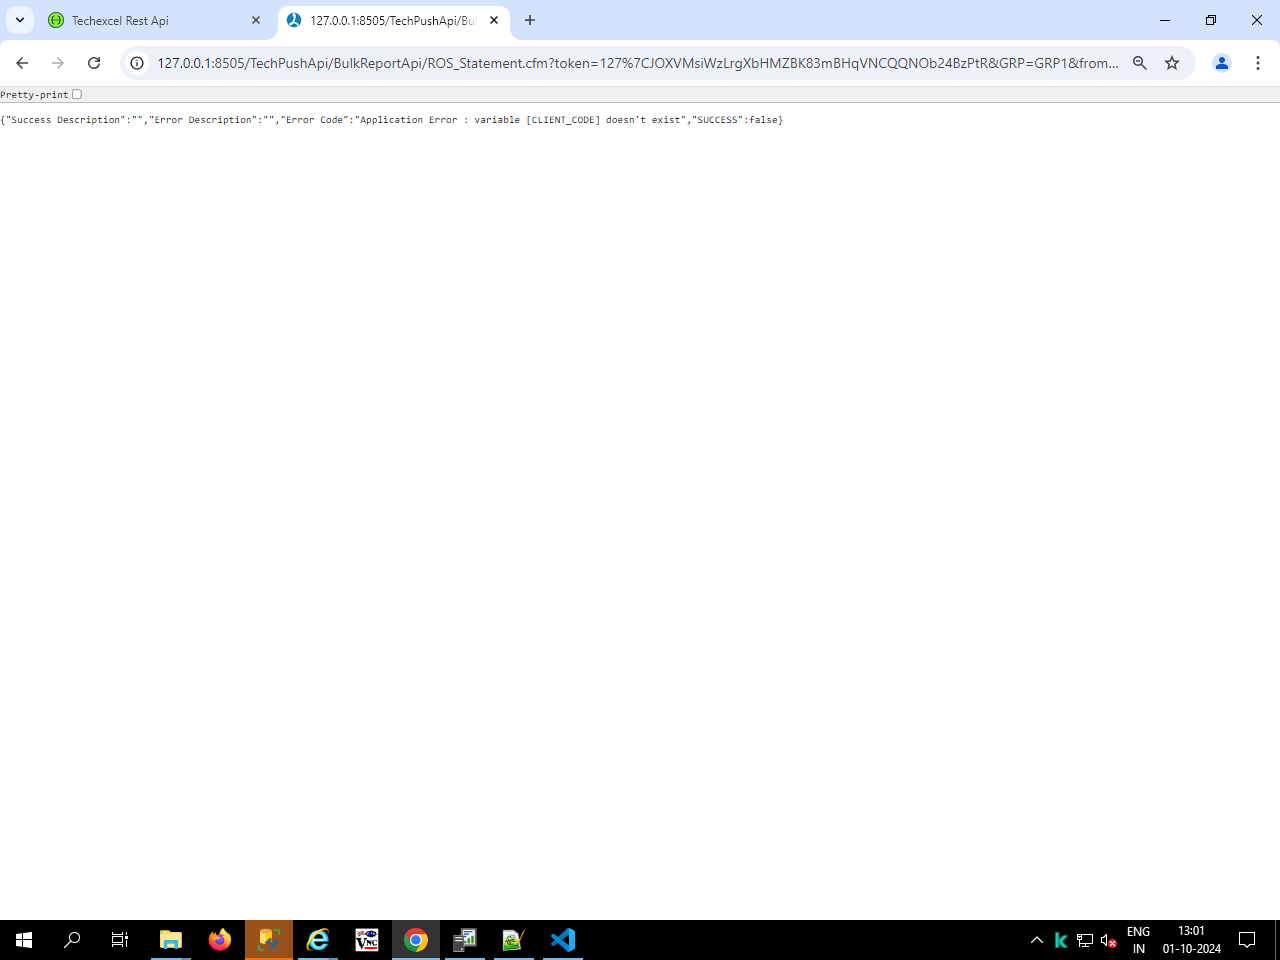 Techexcel Rest Api
127.0.0.1:8505/TechPushApi/Bul
127.0.0.1:8505/TechPushApi/BulkReportApi/ROS_Statement.cfm?token=127%7CJOXVMsiWzLrgXbHMZBK83mBHqVNCQQNOb24BzPtR&GRP=GRP1&from...
Pretty-print
{"Success Description":"","Error Description":"","Error Code":"Application Error : variable [CLIENT_CODE] doesn't exist","SUCCESS":false}
VNC
ENG
IN
13:01
01-10-2024